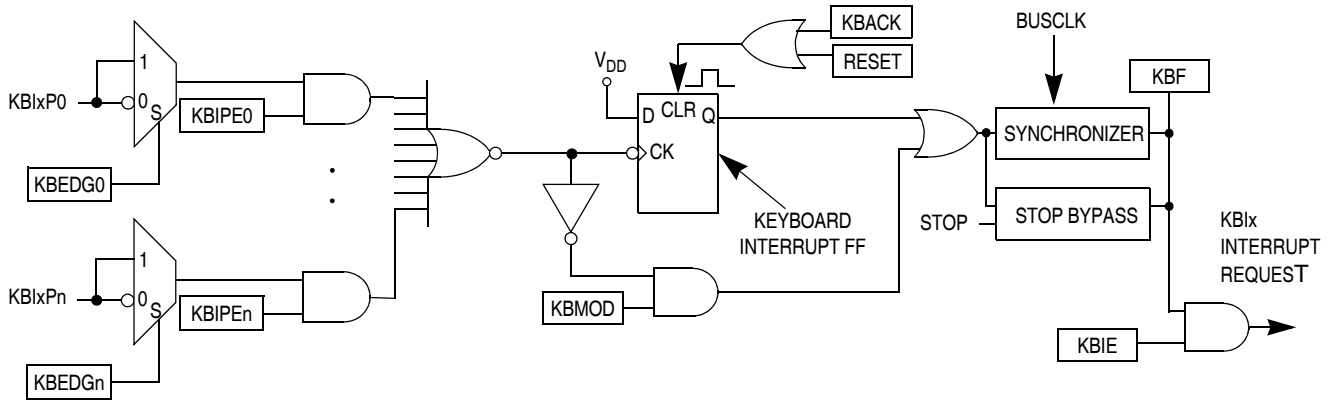 KBACK
RESET
BUSCLK
VDD
KBF
1
KBIxP0
0
S
KBIPE0
D
CLR
Q
CK
SYNCHRONIZER
KBEDG0
KEYBOARD
INTERRUPT FF
STOP
STOP BYPASS
KBIx
INTERRUPT
REQUEST
1
KBIxPn
0
S
KBIPEn
KBMOD
KBIE
KBEDGn